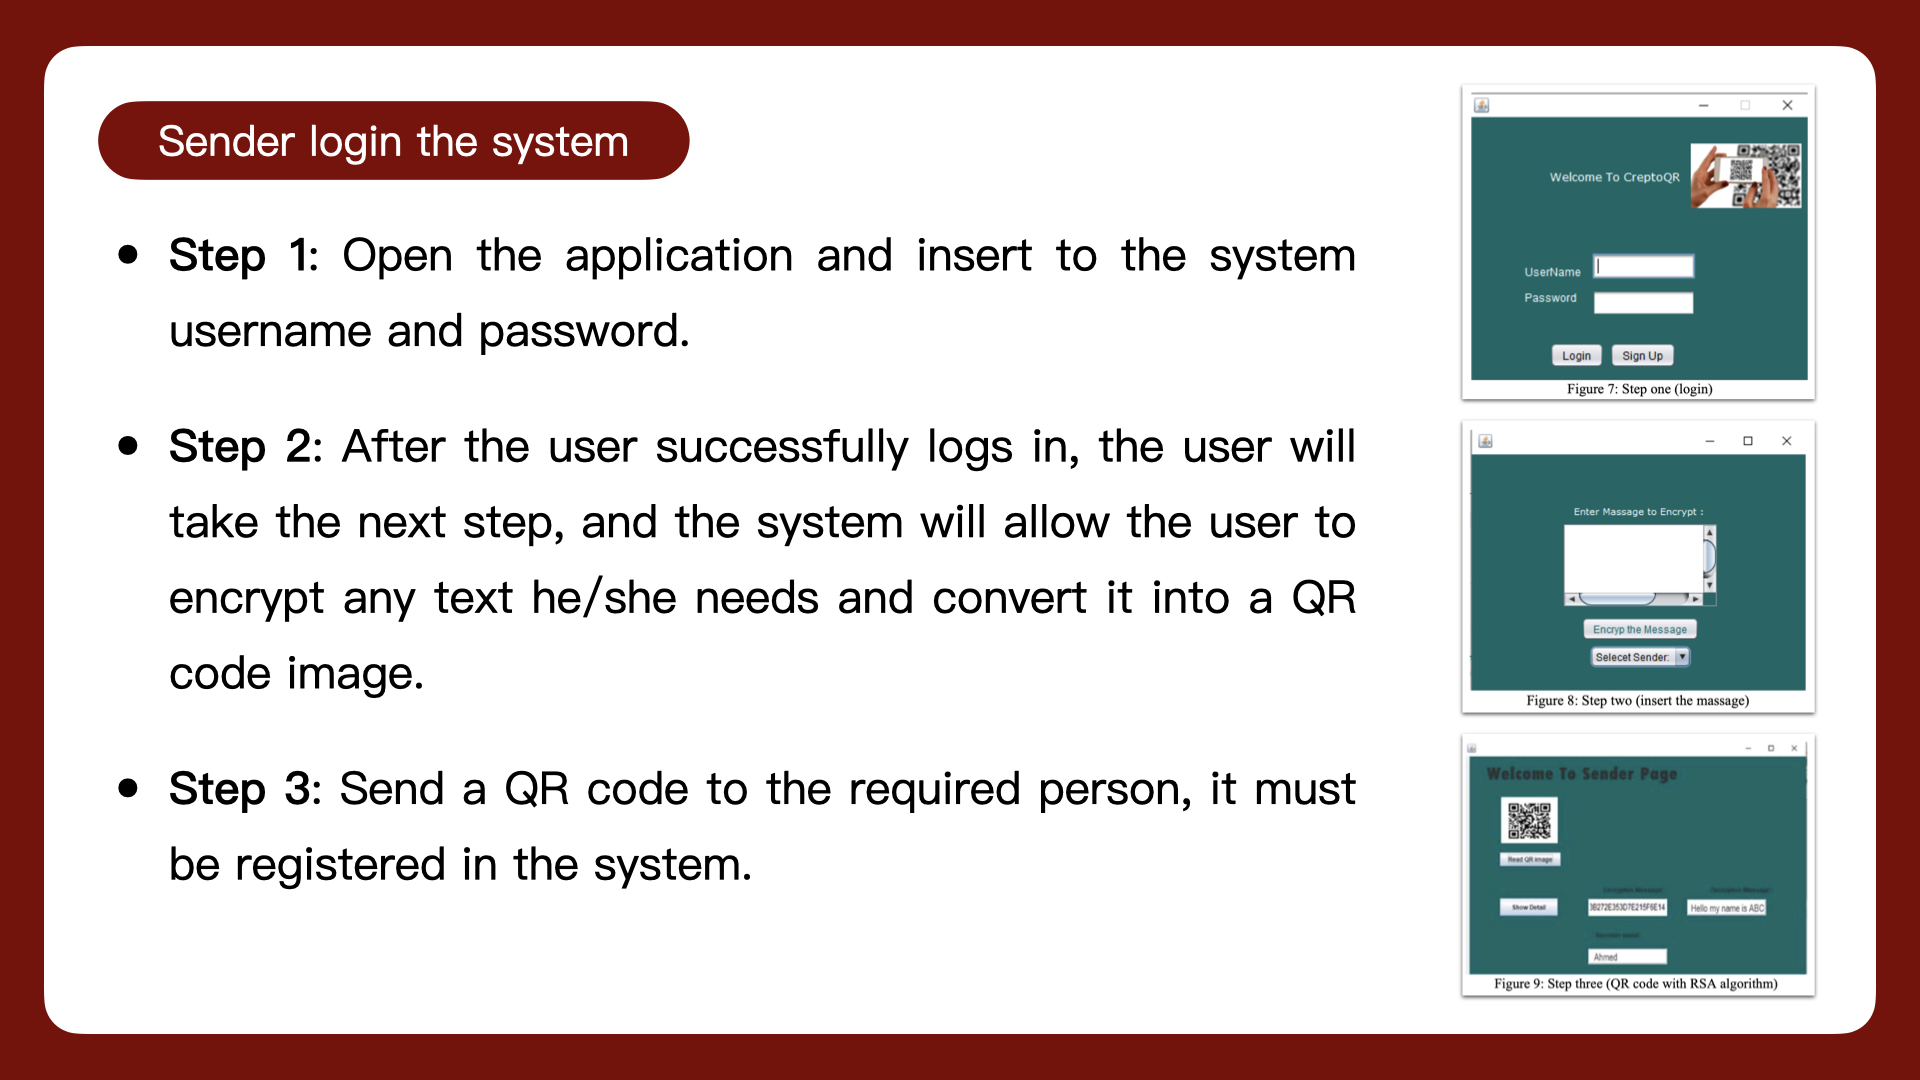 Sender login the system
● Step 1: Open the application and insert to the system
username and password.
● Step 2: After the user successfully logs in, the user will
take the next step, and the system will allow the user to
encrypt any text he/she needs and convert it into a QR
code image.
● Step 3: Send a QR code to the required person, it must
be registered in the system.
Welcome To CreptoQR
UserName
Password
Login Sign Up
Figure 7: Step one (login)
Enter Massage to Encrypt :
Encryp the Message
Selecet Sender:
Figure 8: Step two (insert the massage)
Welcome To Sender Page
Read QR image
Show Detail
Hello my name is ABC
Ahmed
Figure 9: Step three (QR code with RSA algorithm)